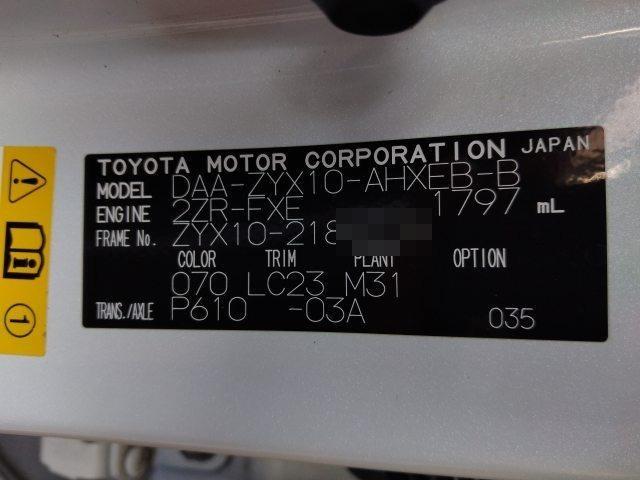 TOYOTA MOTOR CORPORATION JAPAN
MODEL DAA-ZYX10-AHXEB-B
ENGINE 2ZR-FXE 1797 mL
FRAME No. ZYX10-218
COLOR TRIM PLANT OPTION
070 LC23 M31
TRANS./AXLE P610 -03A 035
1